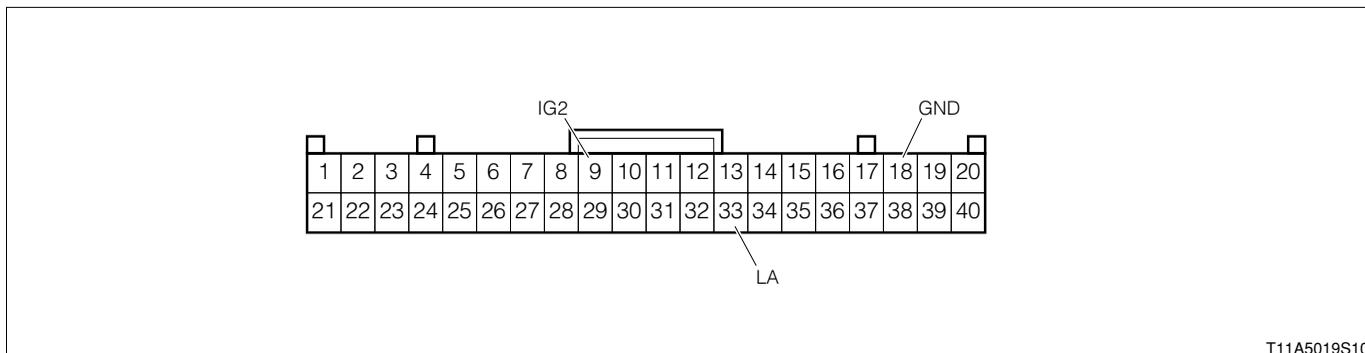 IG2 GND
1 2 3 4 5 6 7 8 9 10 11 12 13 14 15 16 17 18 19 20
21 22 23 24 25 26 27 28 29 30 31 32 33 34 35 36 37 38 39 40
LA
T11A5019S10